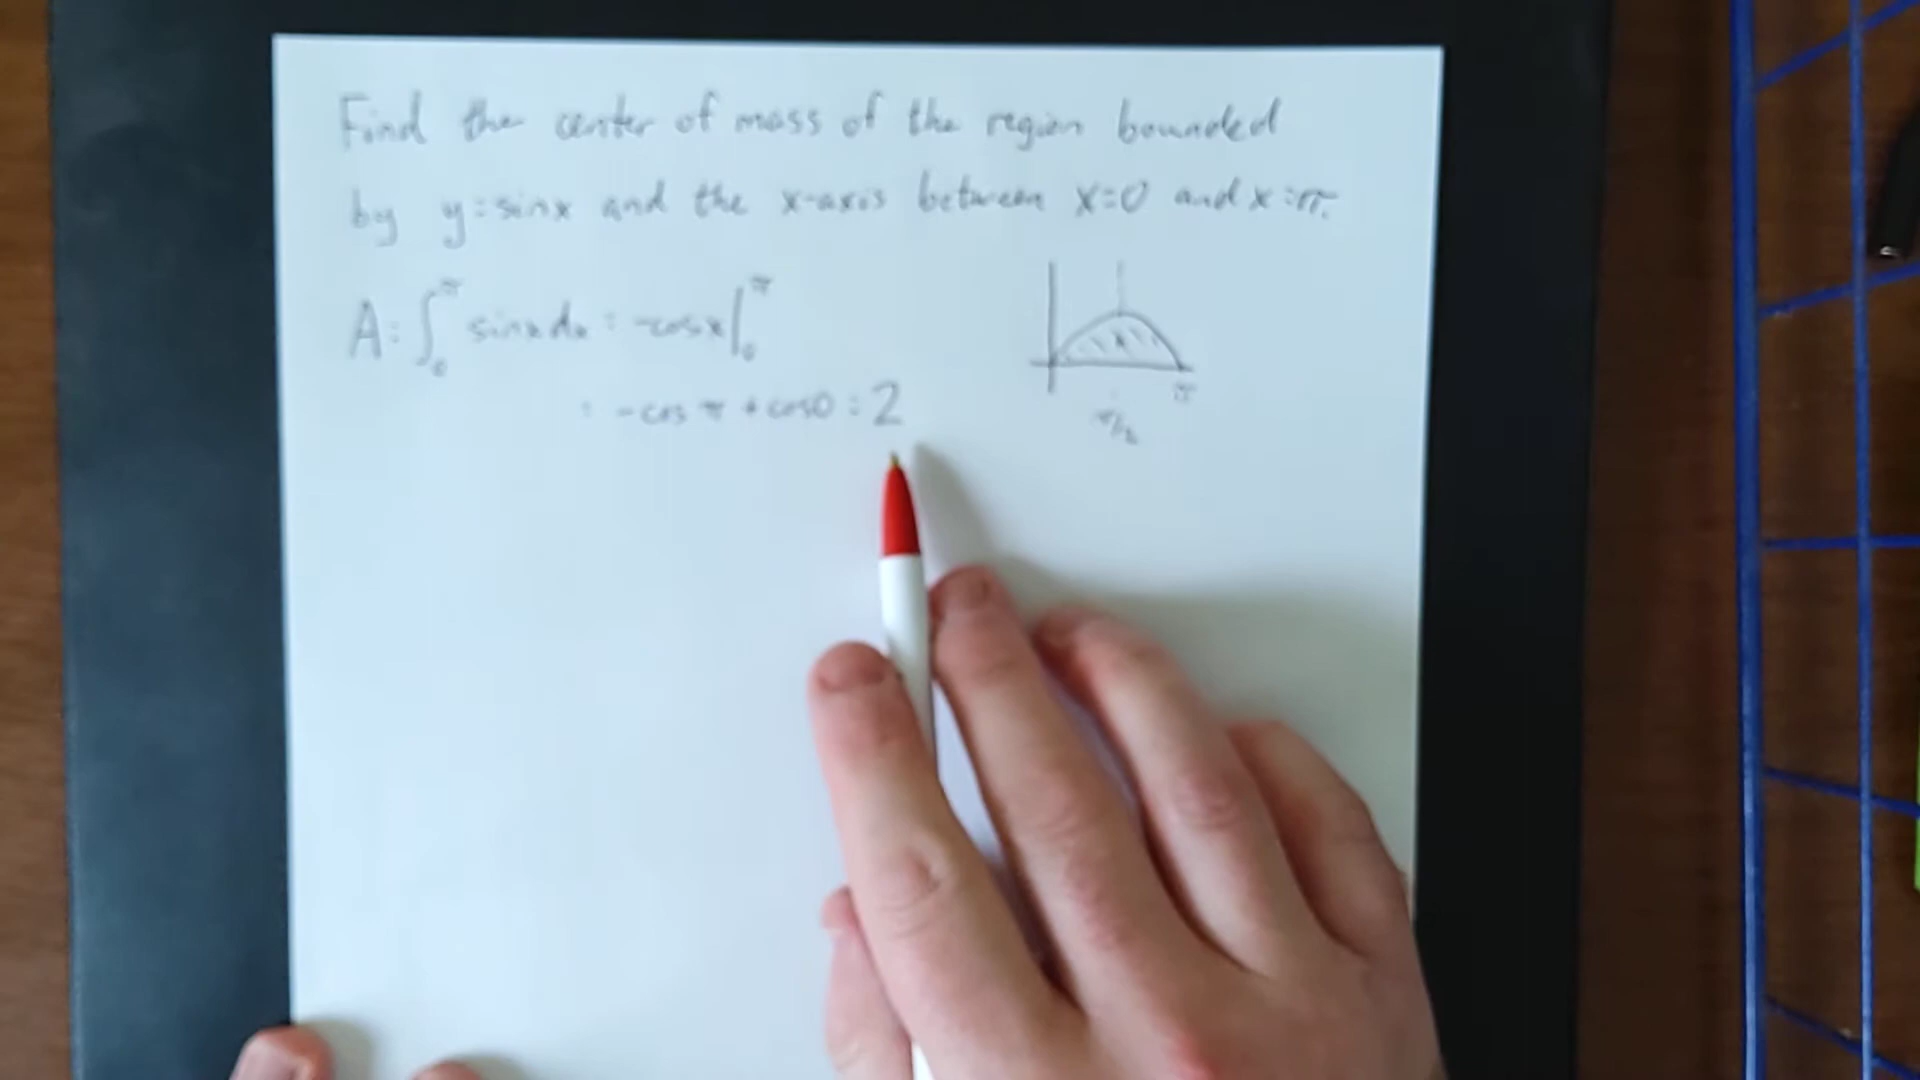 Find the center of mass of the region bounded
by y=sinx and the x-axis between x=0 and x=π.
A = ∫₀^π sinx dx = -cosx |₀^π
= -cos π + cos0 = 2
π
π/2